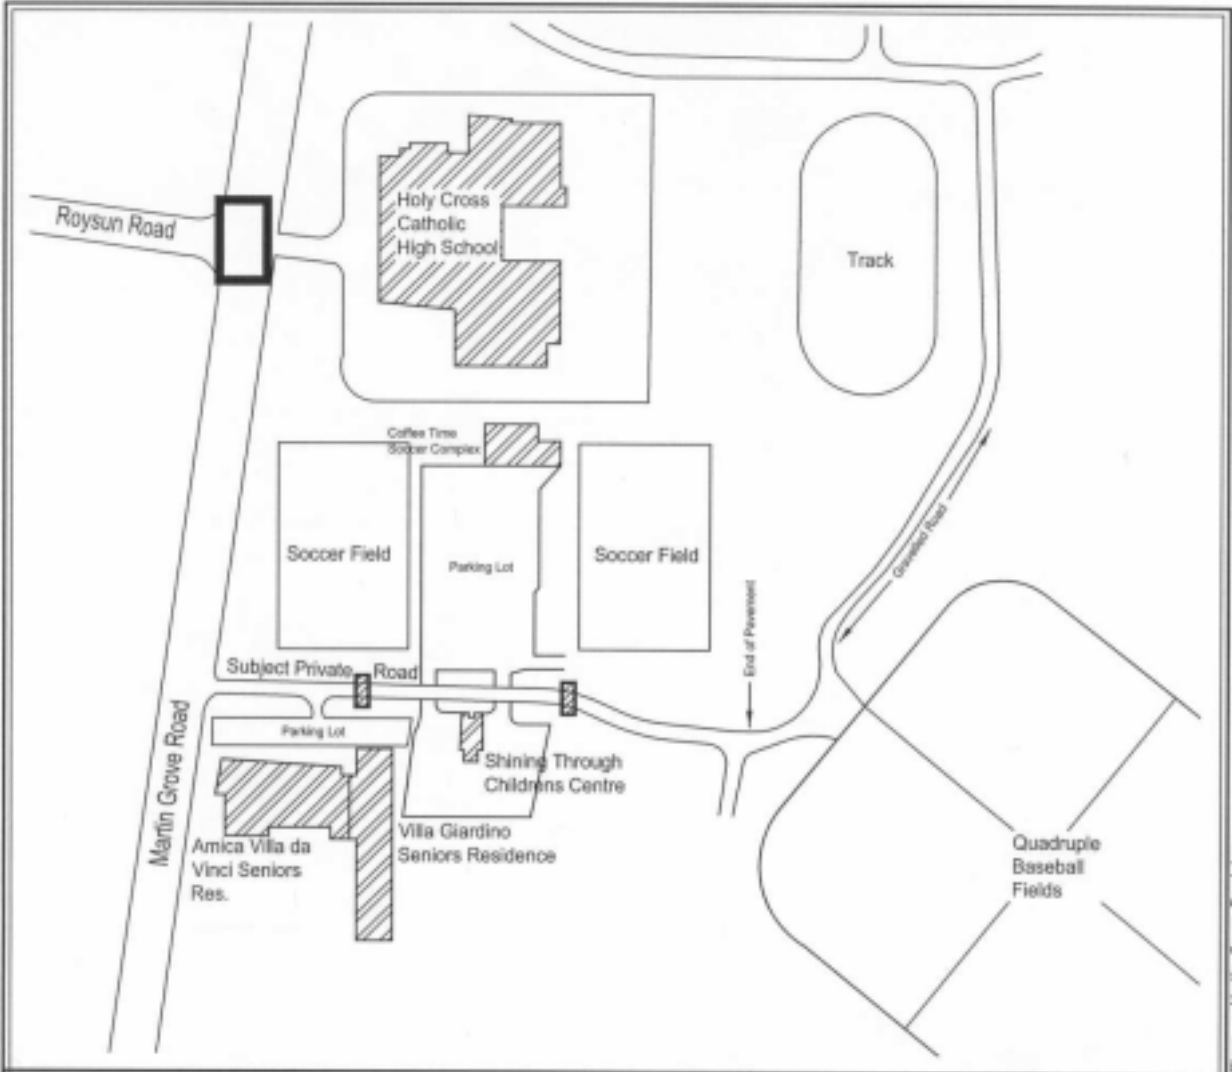 Roysun Road
Holy Cross
Catholic
High School
Track
Coffee Time
Soccer Complex
Soccer Field
Parking Lot
Soccer Field
Gravelled Road
End of Pavement
Subject Private Road
Parking Lot
Martin Grove Road
Shining Through
Childrens Centre
Villa Giardino
Seniors Residence
Amica Villa da
Vinci Seniors
Res.
Quadruple
Baseball
Fields